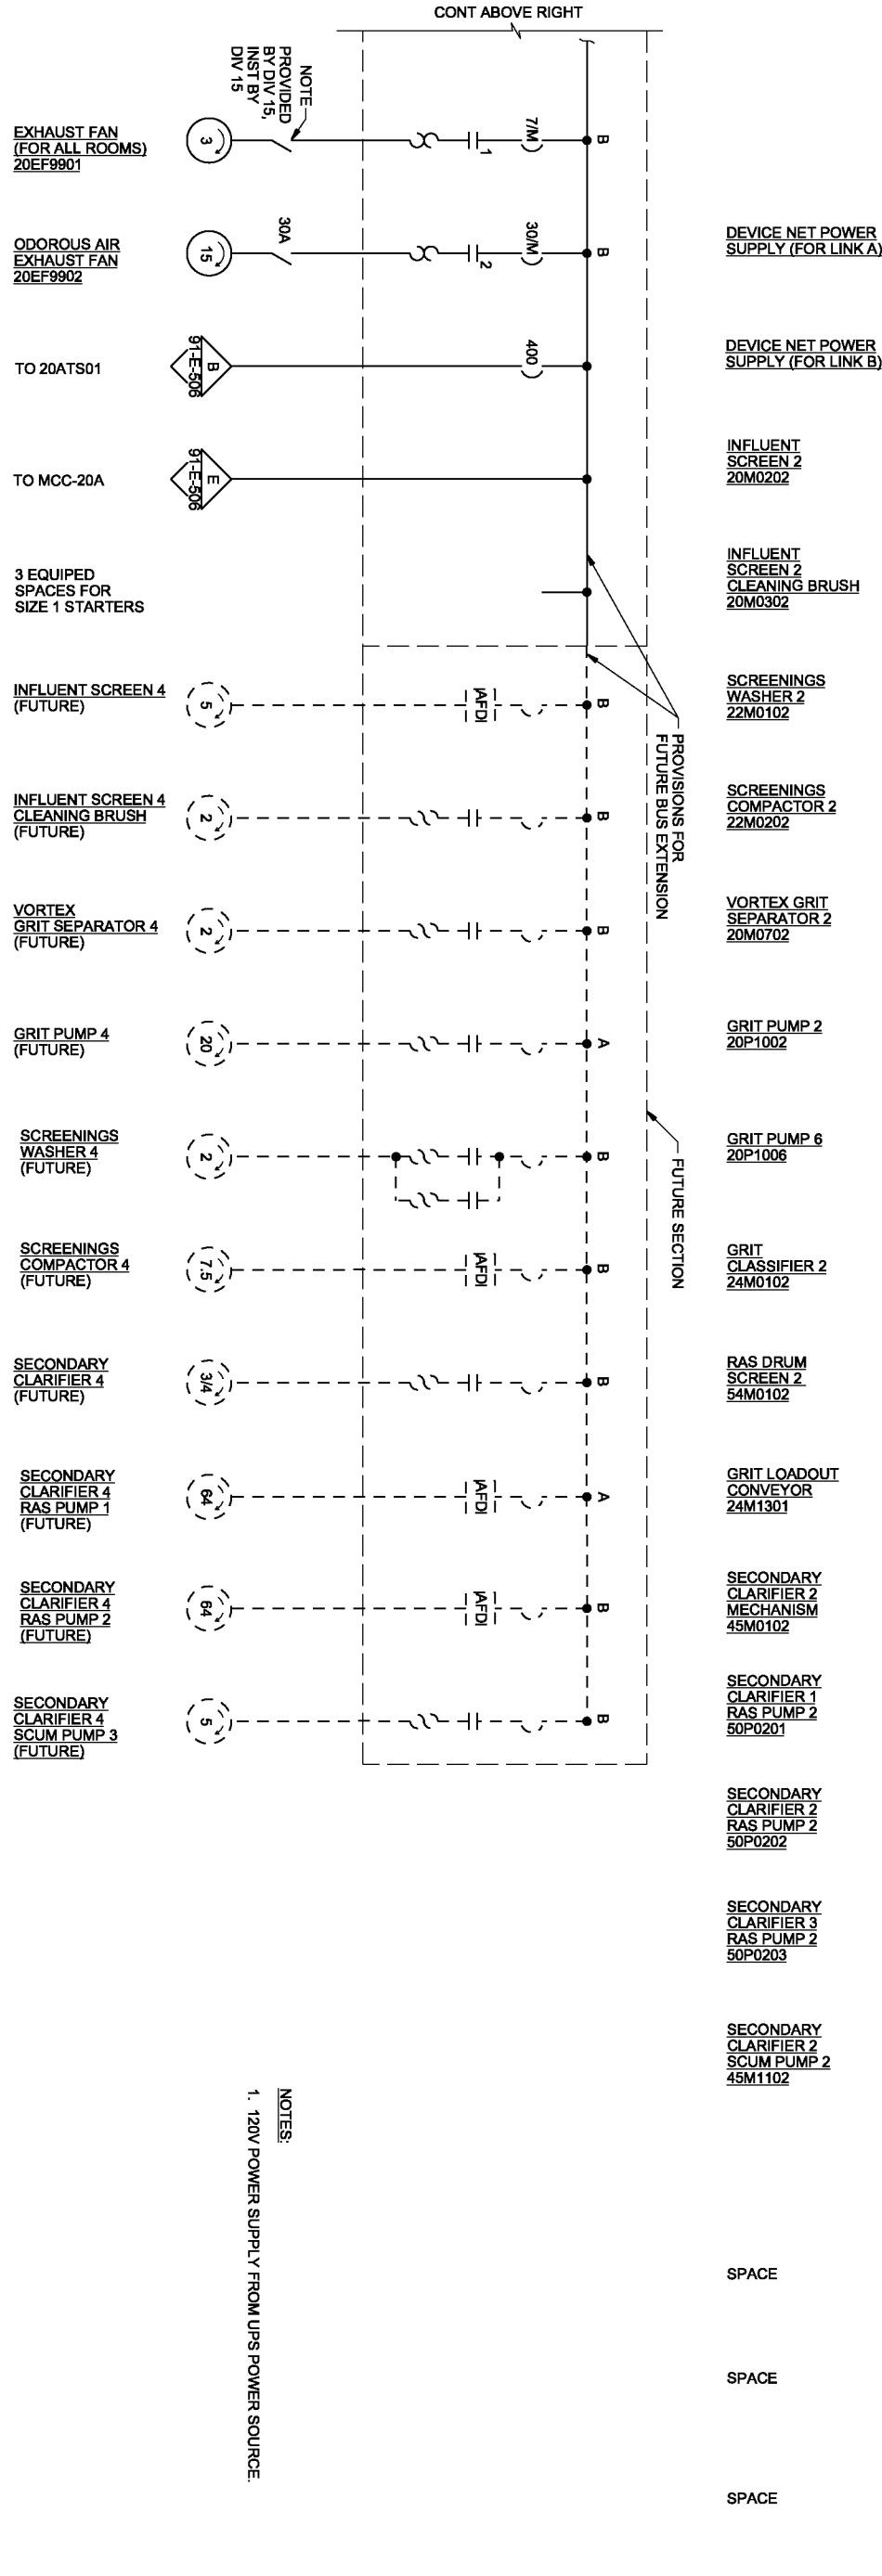 CONT ABOVE RIGHT
NOTE
PROVIDED
BY DIV 15,
INST BY
DIV 15
EXHAUST FAN
(FOR ALL ROOMS)
20EF9901
3
1
7/M
B
ODOROUS AIR
EXHAUST FAN
20EF9902
15
30A
2
30/M
B
TO 20ATS01
B
91-E-506
400
TO MCC-20A
E
91-E-506
3 EQUIPED
SPACES FOR
SIZE 1 STARTERS
INFLUENT SCREEN 4
(FUTURE)
5
AFD
B
PROVISIONS FOR
FUTURE BUS EXTENSION
INFLUENT SCREEN 4
CLEANING BRUSH
(FUTURE)
2
B
VORTEX
GRIT SEPARATOR 4
(FUTURE)
2
B
GRIT PUMP 4
(FUTURE)
20
A
SCREENINGS
WASHER 4
(FUTURE)
2
B
FUTURE SECTION
SCREENINGS
COMPACTOR 4
(FUTURE)
7.5
AFD
B
SECONDARY
CLARIFIER 4
(FUTURE)
3/4
B
SECONDARY
CLARIFIER 4
RAS PUMP 1
(FUTURE)
64
AFD
A
SECONDARY
CLARIFIER 4
RAS PUMP 2
(FUTURE)
64
AFD
B
SECONDARY
CLARIFIER 4
SCUM PUMP 3
(FUTURE)
5
B
DEVICE NET POWER
SUPPLY (FOR LINK A)
DEVICE NET POWER
SUPPLY (FOR LINK B)
INFLUENT
SCREEN 2
20M0202
INFLUENT
SCREEN 2
CLEANING BRUSH
20M0302
SCREENINGS
WASHER 2
22M0102
SCREENINGS
COMPACTOR 2
22M0202
VORTEX GRIT
SEPARATOR 2
20M0702
GRIT PUMP 2
20P1002
GRIT PUMP 6
20P1006
GRIT
CLASSIFIER 2
24M0102
RAS DRUM
SCREEN 2
54M0102
GRIT LOADOUT
CONVEYOR
24M1301
SECONDARY
CLARIFIER 2
MECHANISM
45M0102
SECONDARY
CLARIFIER 1
RAS PUMP 2
50P0201
SECONDARY
CLARIFIER 2
RAS PUMP 2
50P0202
SECONDARY
CLARIFIER 3
RAS PUMP 2
50P0203
SECONDARY
CLARIFIER 2
SCUM PUMP 2
45M1102
SPACE
SPACE
SPACE
NOTES:
1. 120V POWER SUPPLY FROM UPS POWER SOURCE.